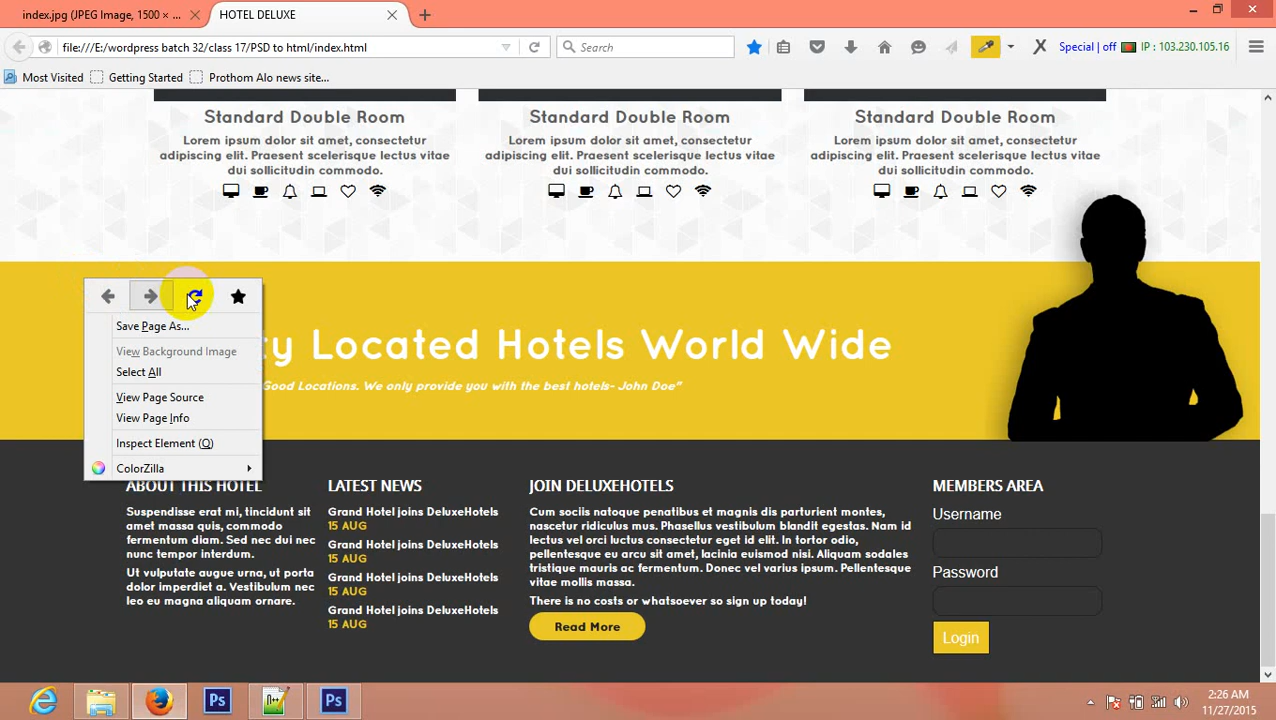 index.jpg (JPEG Image, 1500 × ...
HOTEL DELUXE
file:///E:/wordpress batch 32/class 17/PSD to html/index.html
Search
Special | off
IP : 103.230.105.16
Most Visited
Getting Started
Prothom Alo news site...
Standard Double Room
Lorem ipsum dolor sit amet, consectetur
adipiscing elit. Praesent scelerisque lectus vitae
dui sollicitudin commodo.
Standard Double Room
Lorem ipsum dolor sit amet, consectetur
adipiscing elit. Praesent scelerisque lectus vitae
dui sollicitudin commodo.
Standard Double Room
Lorem ipsum dolor sit amet, consectetur
adipiscing elit. Praesent scelerisque lectus vitae
dui sollicitudin commodo.
Save Page As...
View Background Image
Select All
View Page Source
View Page Info
Inspect Element (Q)
ColorZilla
Located Hotels World Wide
Good Locations. We only provide you with the best hotels- John Doe"
ABOUT THIS HOTEL
Suspendisse erat mi, tincidunt sit
amet massa quis, commodo
fermentum diam. Sed nec dui nec
nunc tempor interdum.
Ut vulputate augue urna, ut porta
dolor imperdiet a. Vestibulum nec
leo eu magna aliquam ornare.
LATEST NEWS
Grand Hotel joins DeluxeHotels
15 AUG
Grand Hotel joins DeluxeHotels
15 AUG
Grand Hotel joins DeluxeHotels
15 AUG
Grand Hotel joins DeluxeHotels
15 AUG
JOIN DELUXEHOTELS
Cum sociis natoque penatibus et magnis dis parturient montes,
nascetur ridiculus mus. Phasellus vestibulum blandit egestas. Nam id
lectus vel orci luctus consectetur eget id elit. In tortor odio,
pellentesque eu arcu sit amet, lacinia euismod nisi. Aliquam sodales
tristique mauris ac fermentum. Donec vel varius ipsum. Pellentesque
vitae mollis massa.
There is no costs or whatsoever so sign up today!
Read More
MEMBERS AREA
Username
Password
Login
2:26 AM
11/27/2015